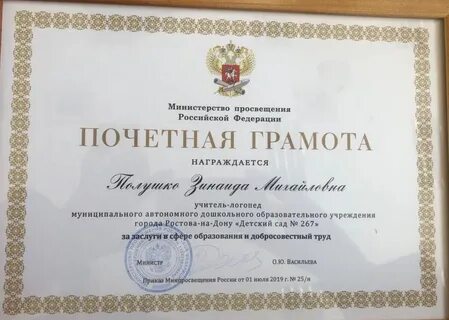 Министерство просвещения
Российской Федерации
ПОЧЕТНАЯ ГРАМОТА
НАГРАЖДАЕТСЯ
Полушко Зинаида Михайловна
учитель-логопед
муниципального автономного дошкольного образовательного учреждения
города Ростова-на-Дону «Детский сад № 267»
за заслуги в сфере образования и добросовестный труд
Министр О.Ю. Васильева
Приказ Минпросвещения России от 01 июля 2019 г. № 25/н